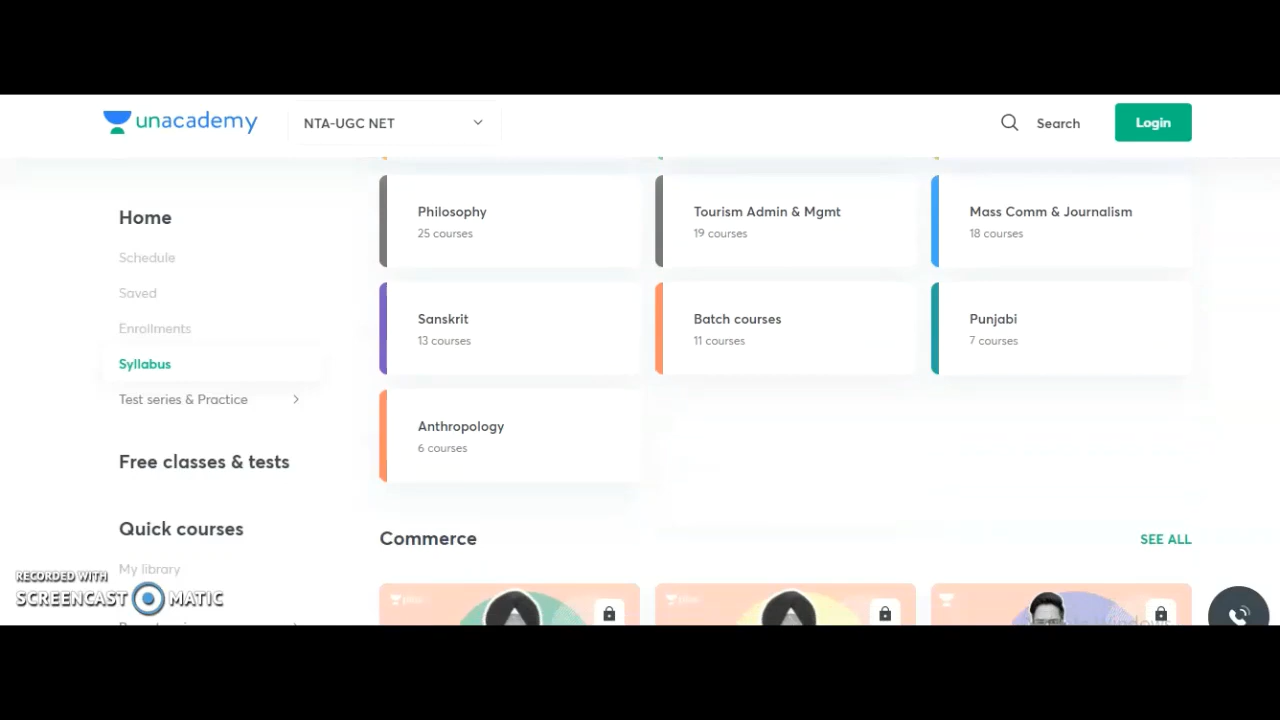 unacademy
NTA-UGC NET
Search
Login
Home
Schedule
Saved
Enrollments
Syllabus
Test series & Practice
Free classes & tests
Quick courses
My library
Philosophy
25 courses
Tourism Admin & Mgmt
19 courses
Mass Comm & Journalism
18 courses
Sanskrit
13 courses
Batch courses
11 courses
Punjabi
7 courses
Anthropology
6 courses
Commerce
SEE ALL
RECORDED WITH
SCREENCAST MATIC